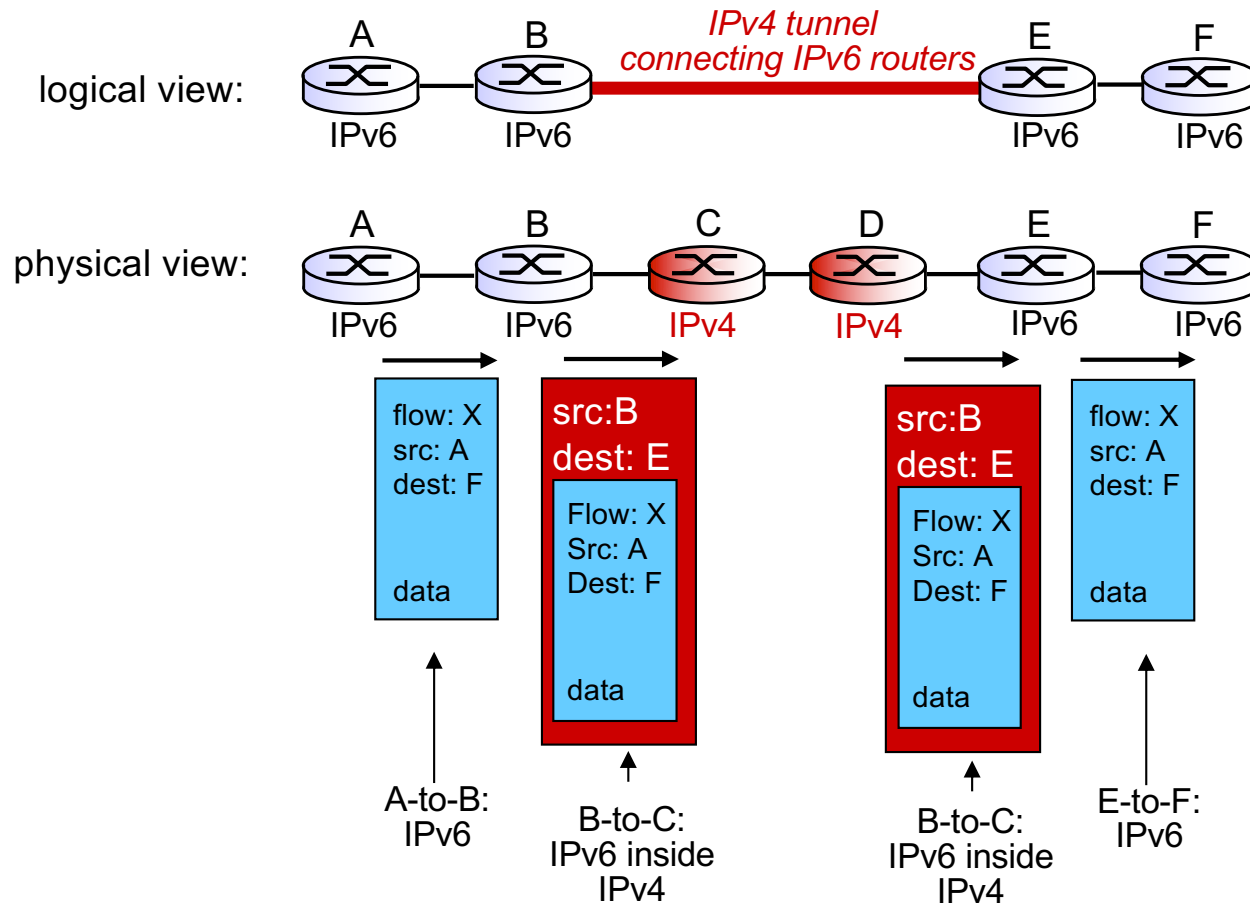 A
B
IPv4 tunnel
connecting IPv6 routers
E
F
logical view:
IPv6
IPv6
IPv6
IPv6
A
B
C
D
E
F
physical view:
IPv6
IPv6
IPv4
IPv4
IPv6
IPv6
flow: X
src: A
dest: F
data
src:B
dest: E
Flow: X
Src: A
Dest: F
data
src:B
dest: E
Flow: X
Src: A
Dest: F
data
flow: X
src: A
dest: F
data
A-to-B:
IPv6
B-to-C:
IPv6 inside
IPv4
B-to-C:
IPv6 inside
IPv4
E-to-F:
IPv6